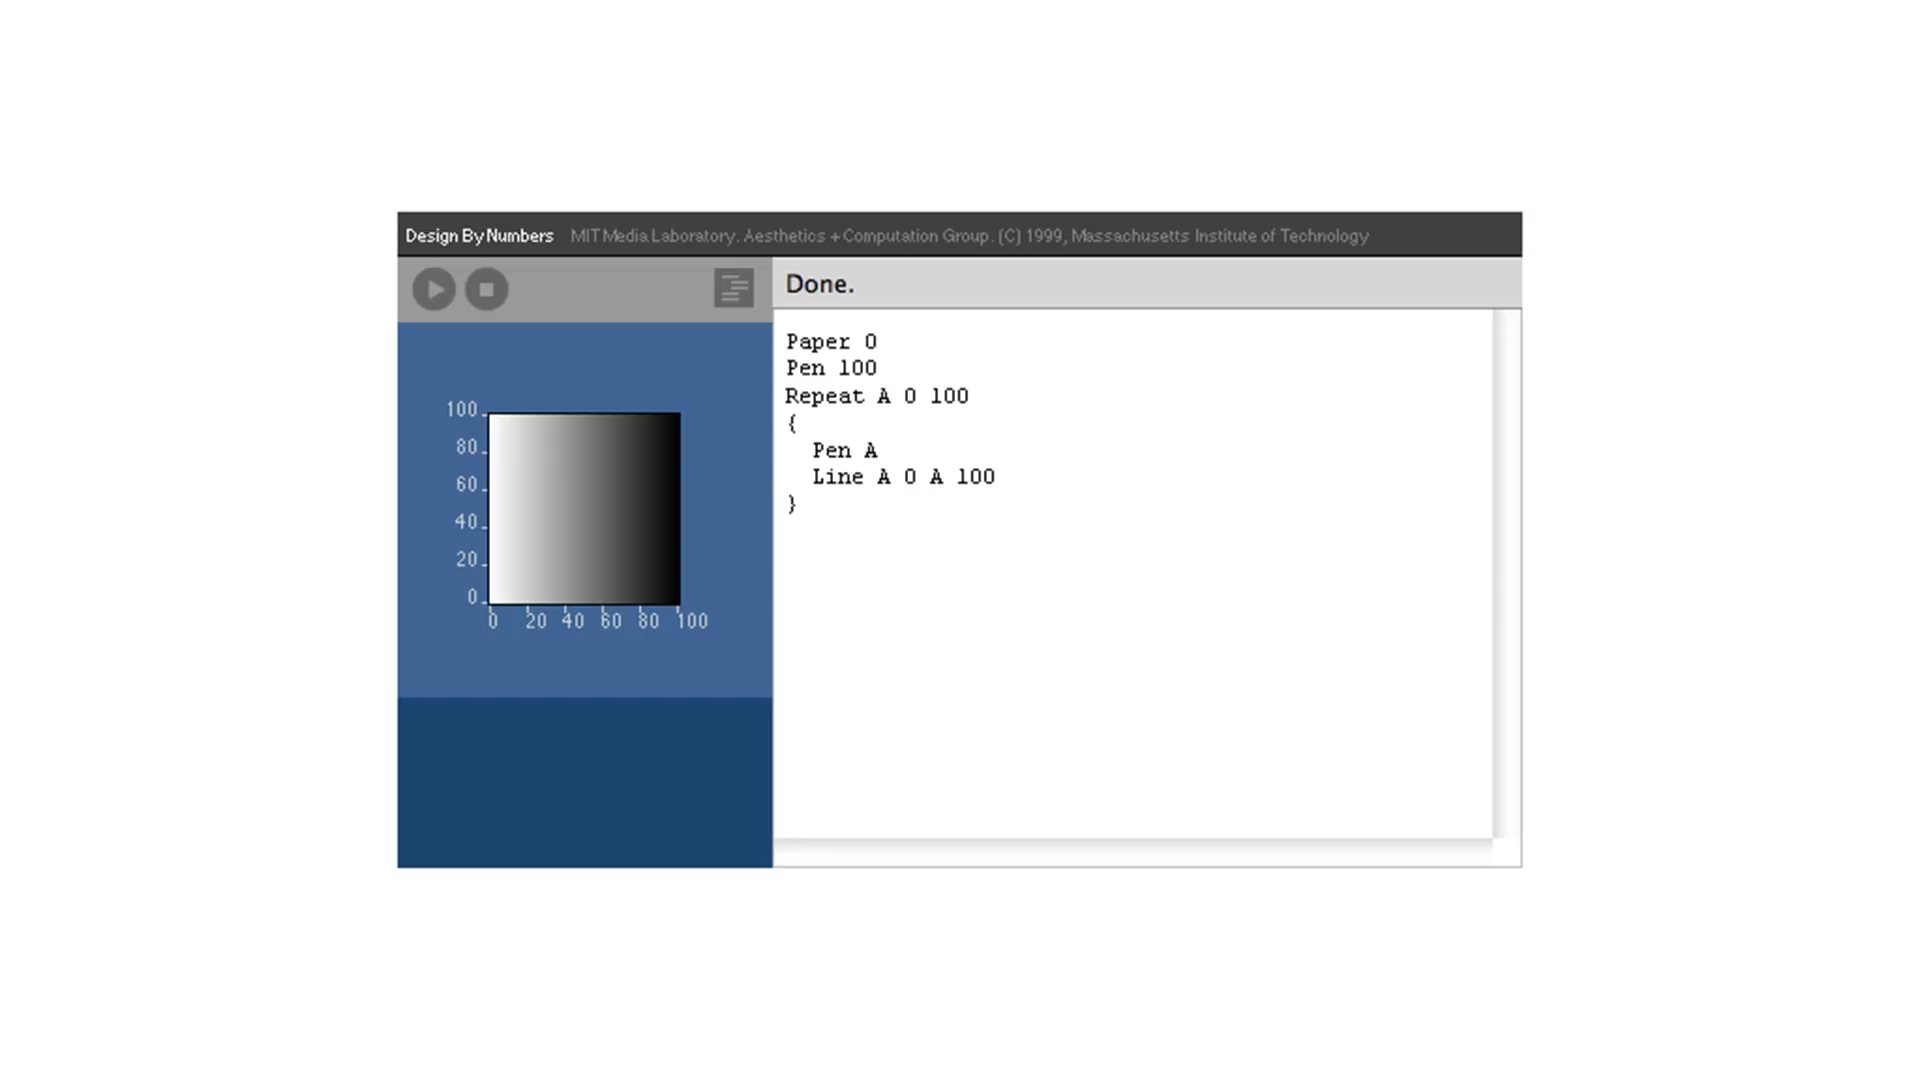 Design By Numbers MIT Media Laboratory. Aesthetics + Computation Group. (C) 1999, Massachusetts Institute of Technology
Done.
Paper 0
Pen 100
Repeat A 0 100
{
Pen A
Line A 0 A 100
}
100
80
60
40
20
0
0 20 40 60 80 100